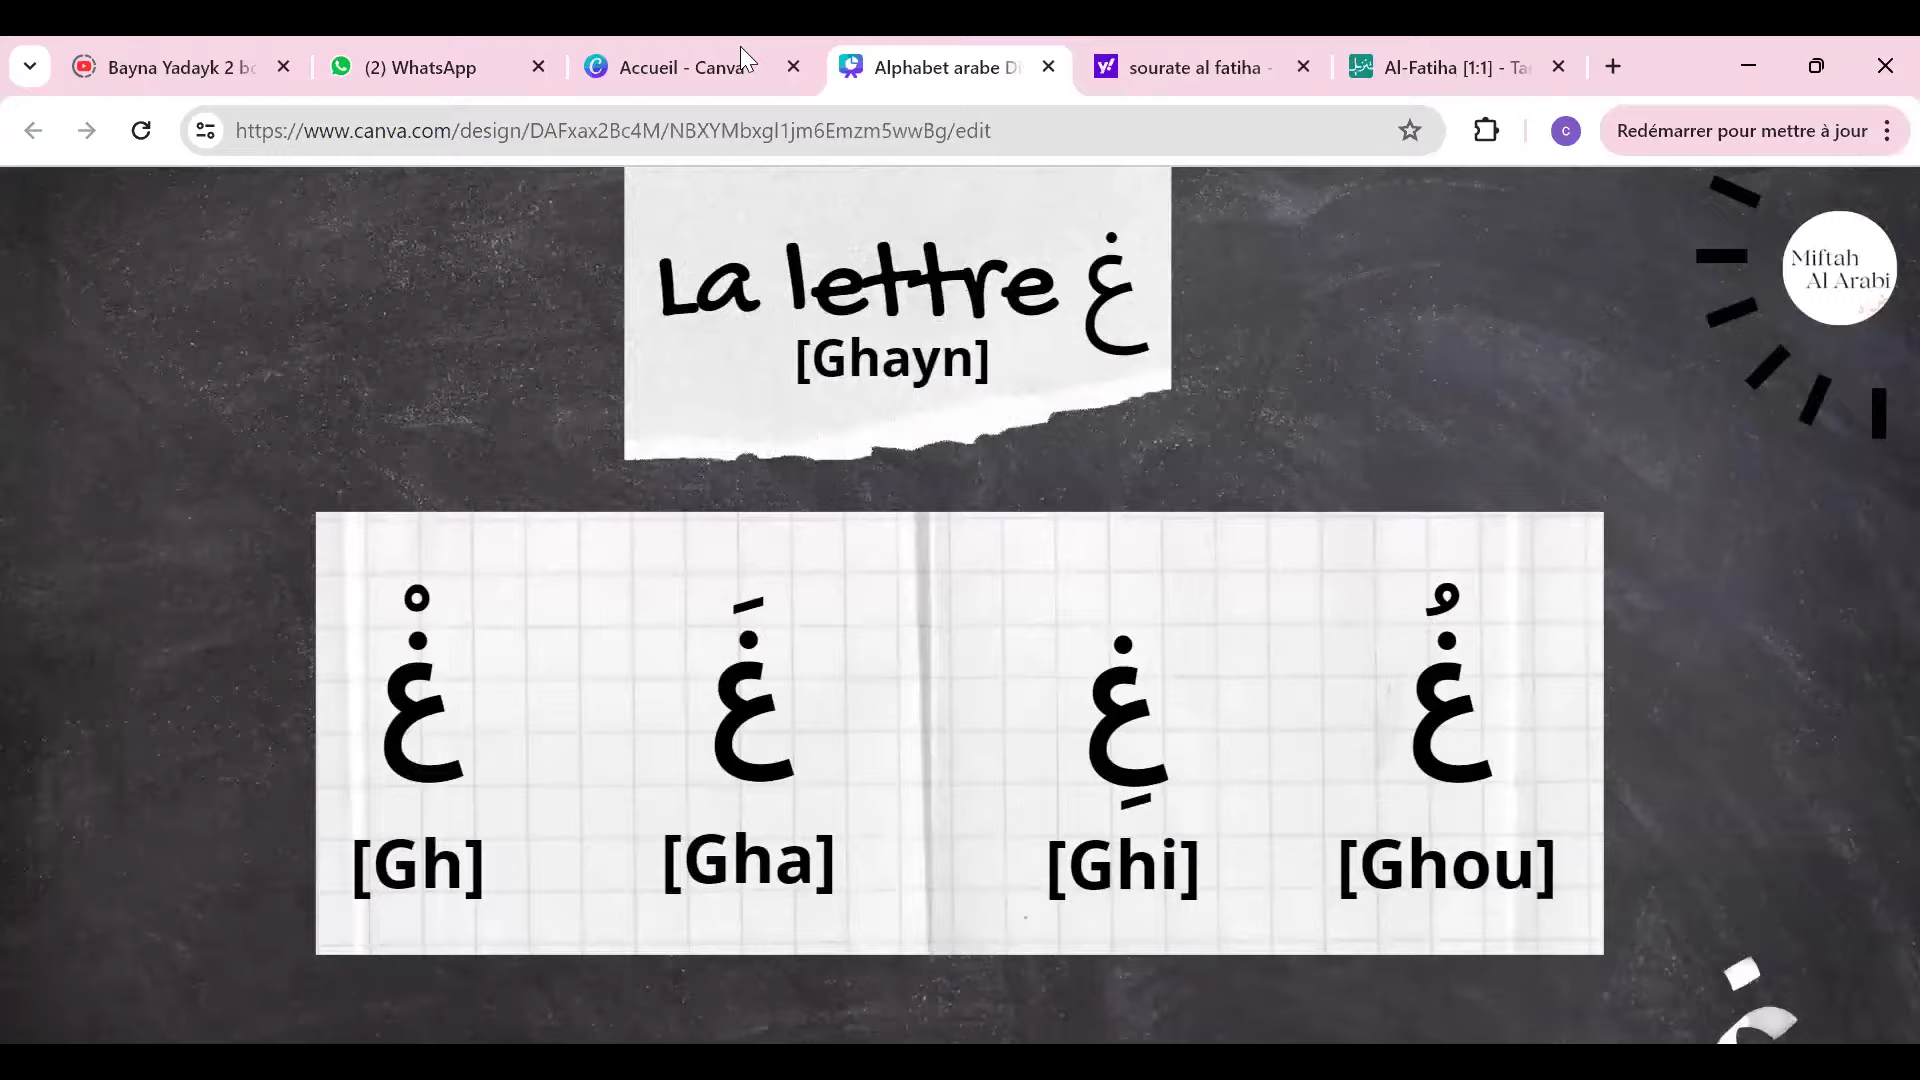 Bayna Yadayk 2 bo
(2) WhatsApp
Accueil - Canva
Alphabet arabe Di
sourate al fatiha -
Al-Fatiha [1:1] - Ta
https://www.canva.com/design/DAFxax2Bc4M/NBXYMbxgl1jm6Emzm5wwBg/edit
C
Redémarrer pour mettre à jour
La lettre غ
[Ghayn]
Miftah
Al Arabi
غْ غَ غِ غُ
[Gh] [Gha] [Ghi] [Ghou]